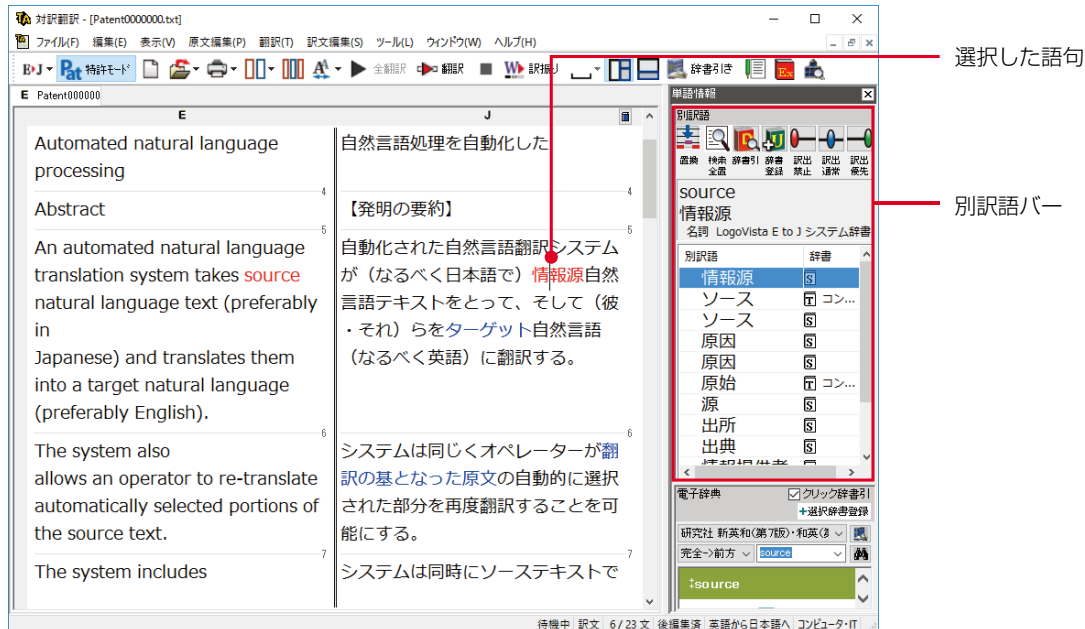 対訳翻訳 - [Patent0000000.txt]
ファイル(F) 編集(E) 表示(V) 原文編集(P) 翻訳(T) 訳文編集(S) ツール(L) ウィンドウ(W) ヘルプ(H)
E▸J Pat 特許モード 全翻訳 翻訳 W 訳振り 辞書引き Ex
選択した語句
E Patent000000
単語情報
E J
別訳語
置換 検索全置 辞書引 辞書登録 訳出禁止 訳出通常 訳出優先
Automated natural language
processing
自然言語処理を自動化した
4 4
Abstract
【発明の要約】
5 5
An automated natural language
translation system takes source
natural language text (preferably
in
Japanese) and translates them
into a target natural language
(preferably English).
自動化された自然言語翻訳システム
が（なるべく日本語で）情報源自然
言語テキストをとって、そして（彼
・それ）らをターゲット自然言語
（なるべく英語）に翻訳する。
6 6
The system also
allows an operator to re-translate
automatically selected portions of
the source text.
システムは同じくオペレーターが翻
訳の基となった原文の自動的に選択
された部分を再度翻訳することを可
能にする。
7 7
The system includes
システムは同時にソーステキストで
source
情報源
名詞 LogoVista E to J システム辞書
別訳語バー
別訳語 辞書
情報源 S
ソース T コン...
ソース S
原因 S
原因 S
原始 T コン...
源 S
出所 S
出典 S
情報提供者
電子辞典 クリック辞書引
+選択辞書登録
研究社 新英和(第7版)・和英(
完全->前方 source
‡source
待機中 訳文 6 / 23 文 後編集済 英語から日本語へ コンピュータ・IT